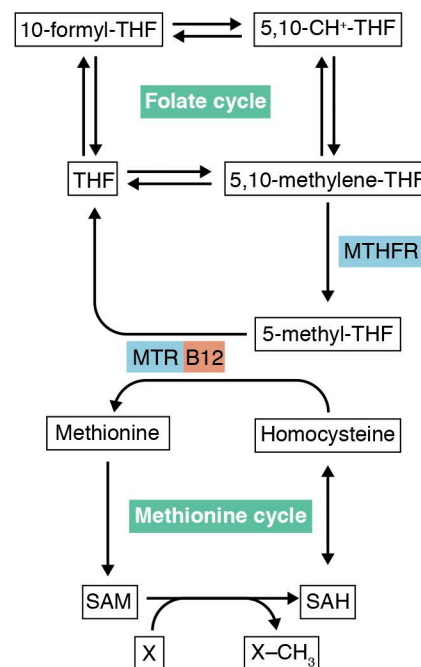 10-formyl-THF
5,10-CH⁺-THF
Folate cycle
THF
5,10-methylene-THF
MTHFR
5-methyl-THF
MTR B12
Methionine
Homocysteine
Methionine cycle
SAM
SAH
X
X–CH₃